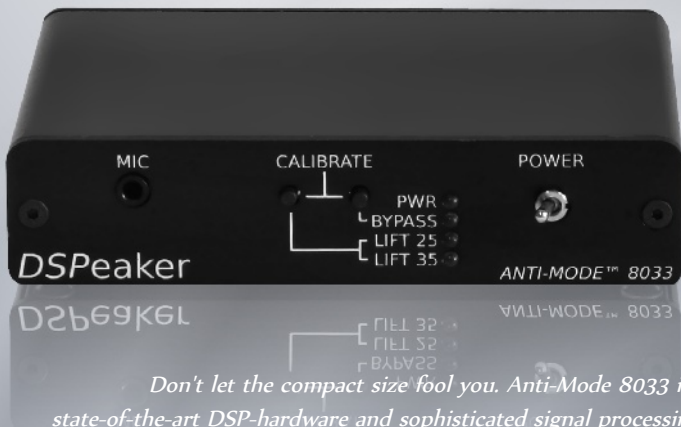 MIC
CALIBRATE
POWER
PWR
BYPASS
LIFT 25
LIFT 35
DSPeaker
ANTI-MODE™ 8033
Don't let the compact size fool you. Anti-Mode 8033
state-of-the-art DSP-hardware and sophisticated signal processin